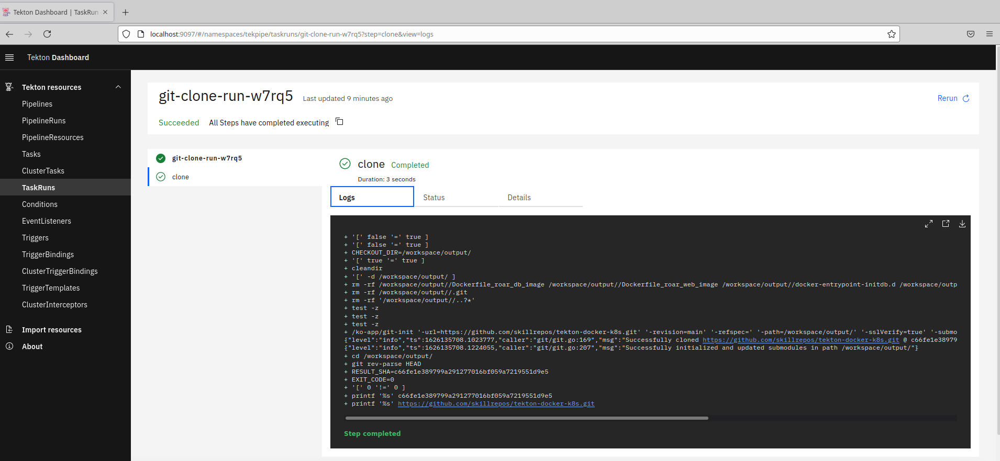 Tekton Dashboard | TaskRun
localhost:9097/#/namespaces/tekpipe/taskruns/git-clone-run-w7rq5?step=clone&view=logs
Tekton Dashboard
Tekton resources
Pipelines
PipelineRuns
PipelineResources
Tasks
ClusterTasks
TaskRuns
Conditions
EventListeners
Triggers
TriggerBindings
ClusterTriggerBindings
TriggerTemplates
ClusterInterceptors
Import resources
About
git-clone-run-w7rq5 Last updated 9 minutes ago
Rerun
Succeeded All Steps have completed executing
git-clone-run-w7rq5
clone
clone Completed
Duration: 3 seconds
Logs Status Details
+ '[' false '=' true ]
+ '[' false '=' true ]
+ CHECKOUT_DIR=/workspace/output/
+ '[' true '=' true ]
+ cleandir
+ '[' -d /workspace/output/ ]
+ rm -rf /workspace/output//Dockerfile_roar_db_image /workspace/output//Dockerfile_roar_web_image /workspace/output//docker-entrypoint-initdb.d /workspace/outp
+ rm -rf /workspace/output//.git
+ rm -rf '/workspace/output//..?*'
+ test -z
+ test -z
+ test -z
+ /ko-app/git-init '-url=https://github.com/skillrepos/tekton-docker-k8s.git' '-revision=main' '-refspec=' '-path=/workspace/output/' '-sslVerify=true' '-submo
{"level":"info","ts":1626135708.1023777,"caller":"git/git.go:169","msg":"Successfully cloned https://github.com/skillrepos/tekton-docker-k8s.git @ c66fe1e38979
{"level":"info","ts":1626135708.1224055,"caller":"git/git.go:207","msg":"Successfully initialized and updated submodules in path /workspace/output/"}
+ cd /workspace/output/
+ git rev-parse HEAD
+ RESULT_SHA=c66fe1e389799a291277016bf059a7219551d9e5
+ EXIT_CODE=0
+ '[' 0 '!=' 0 ]
+ printf '%s' c66fe1e389799a291277016bf059a7219551d9e5
+ printf '%s' https://github.com/skillrepos/tekton-docker-k8s.git
Step completed